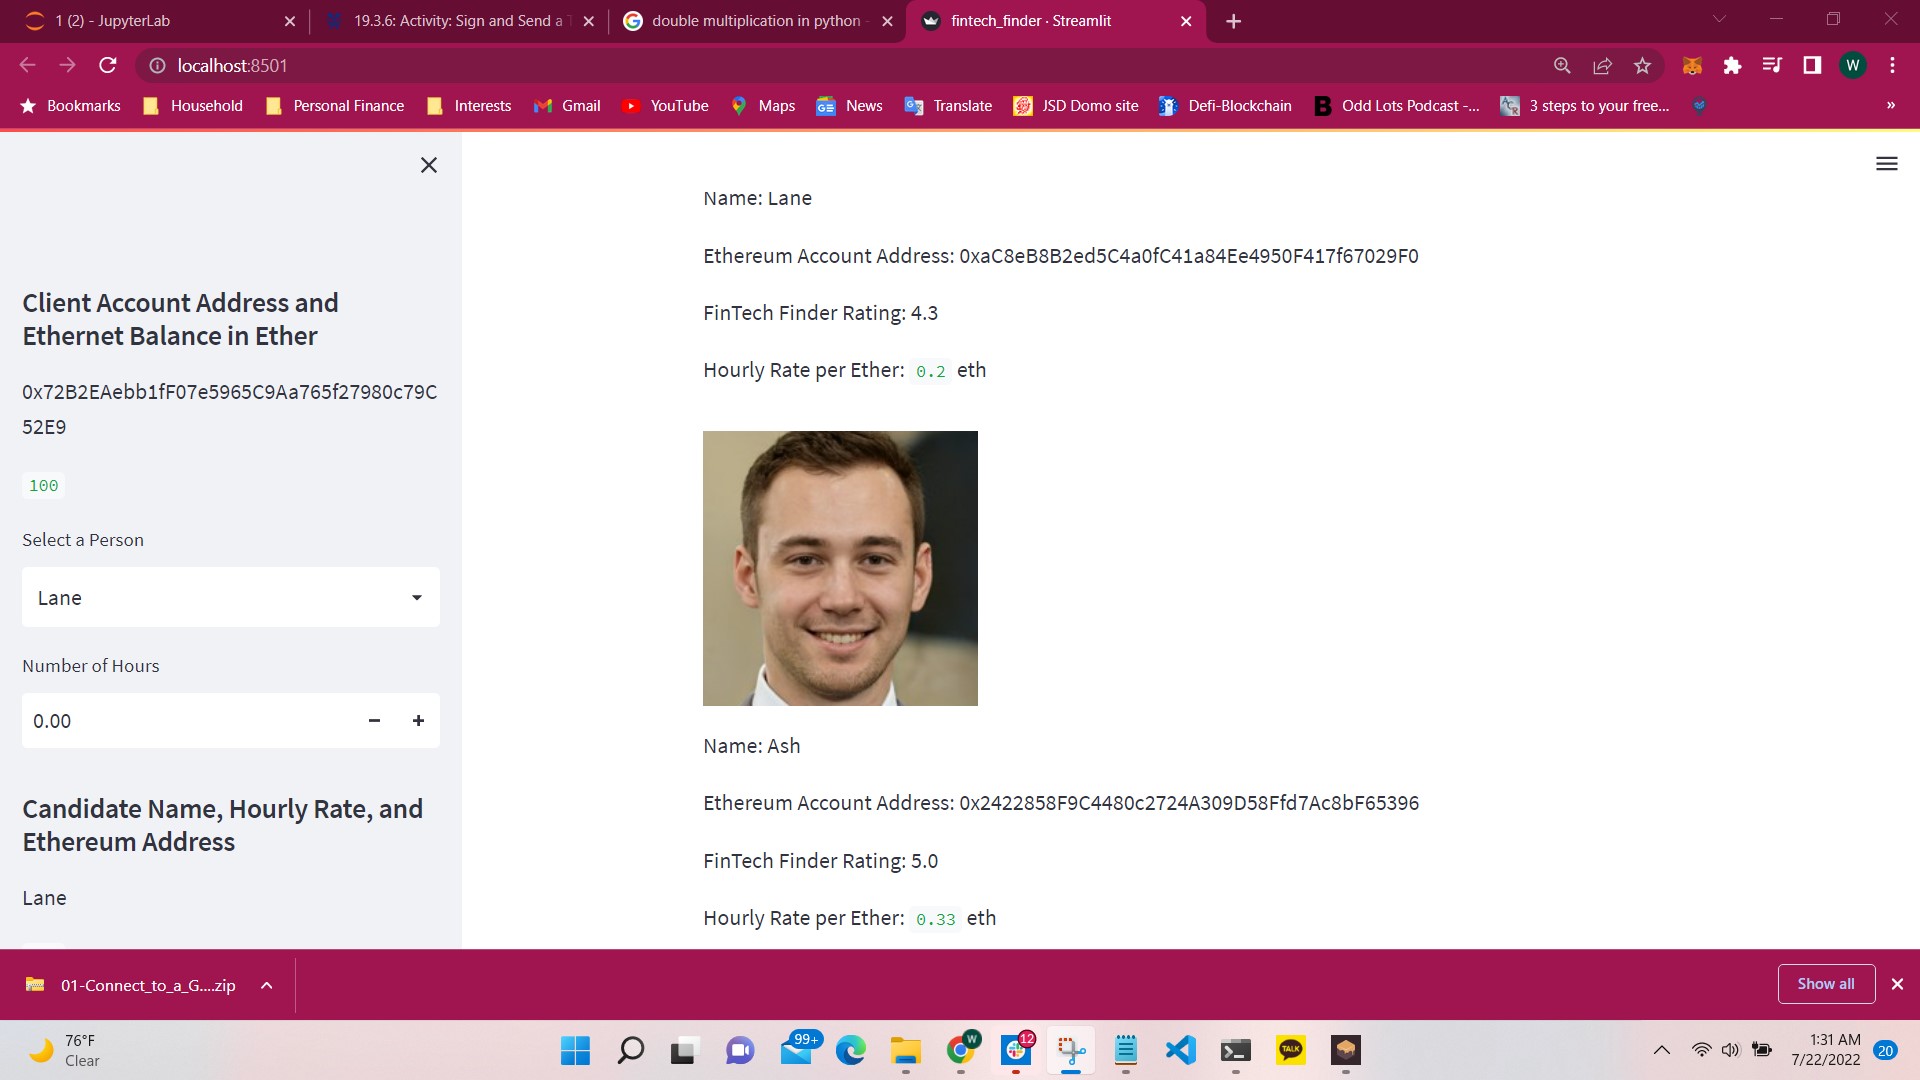 1 (2) - JupyterLab
19.3.6: Activity: Sign and Send a T
double multiplication in python -
fintech_finder · Streamlit
localhost:8501
W
Bookmarks
Household
Personal Finance
Interests
Gmail
YouTube
Maps
News
Translate
JSD Domo site
Defi-Blockchain
Odd Lots Podcast -...
3 steps to your free...
»
Client Account Address and
Ethernet Balance in Ether
0x72B2EAebb1fF07e5965C9Aa765f27980c79C
52E9
100
Select a Person
Lane
Number of Hours
0.00
Candidate Name, Hourly Rate, and
Ethereum Address
Lane
Name: Lane
Ethereum Account Address: 0xaC8eB8B2ed5C4a0fC41a84Ee4950F417f67029F0
FinTech Finder Rating: 4.3
Hourly Rate per Ether: 0.2 eth
Name: Ash
Ethereum Account Address: 0x2422858F9C4480c2724A309D58Ffd7Ac8bF65396
FinTech Finder Rating: 5.0
Hourly Rate per Ether: 0.33 eth
01-Connect_to_a_G....zip
Show all
76°F
Clear
99+
W
12
TALK
1:31 AM
7/22/2022
20